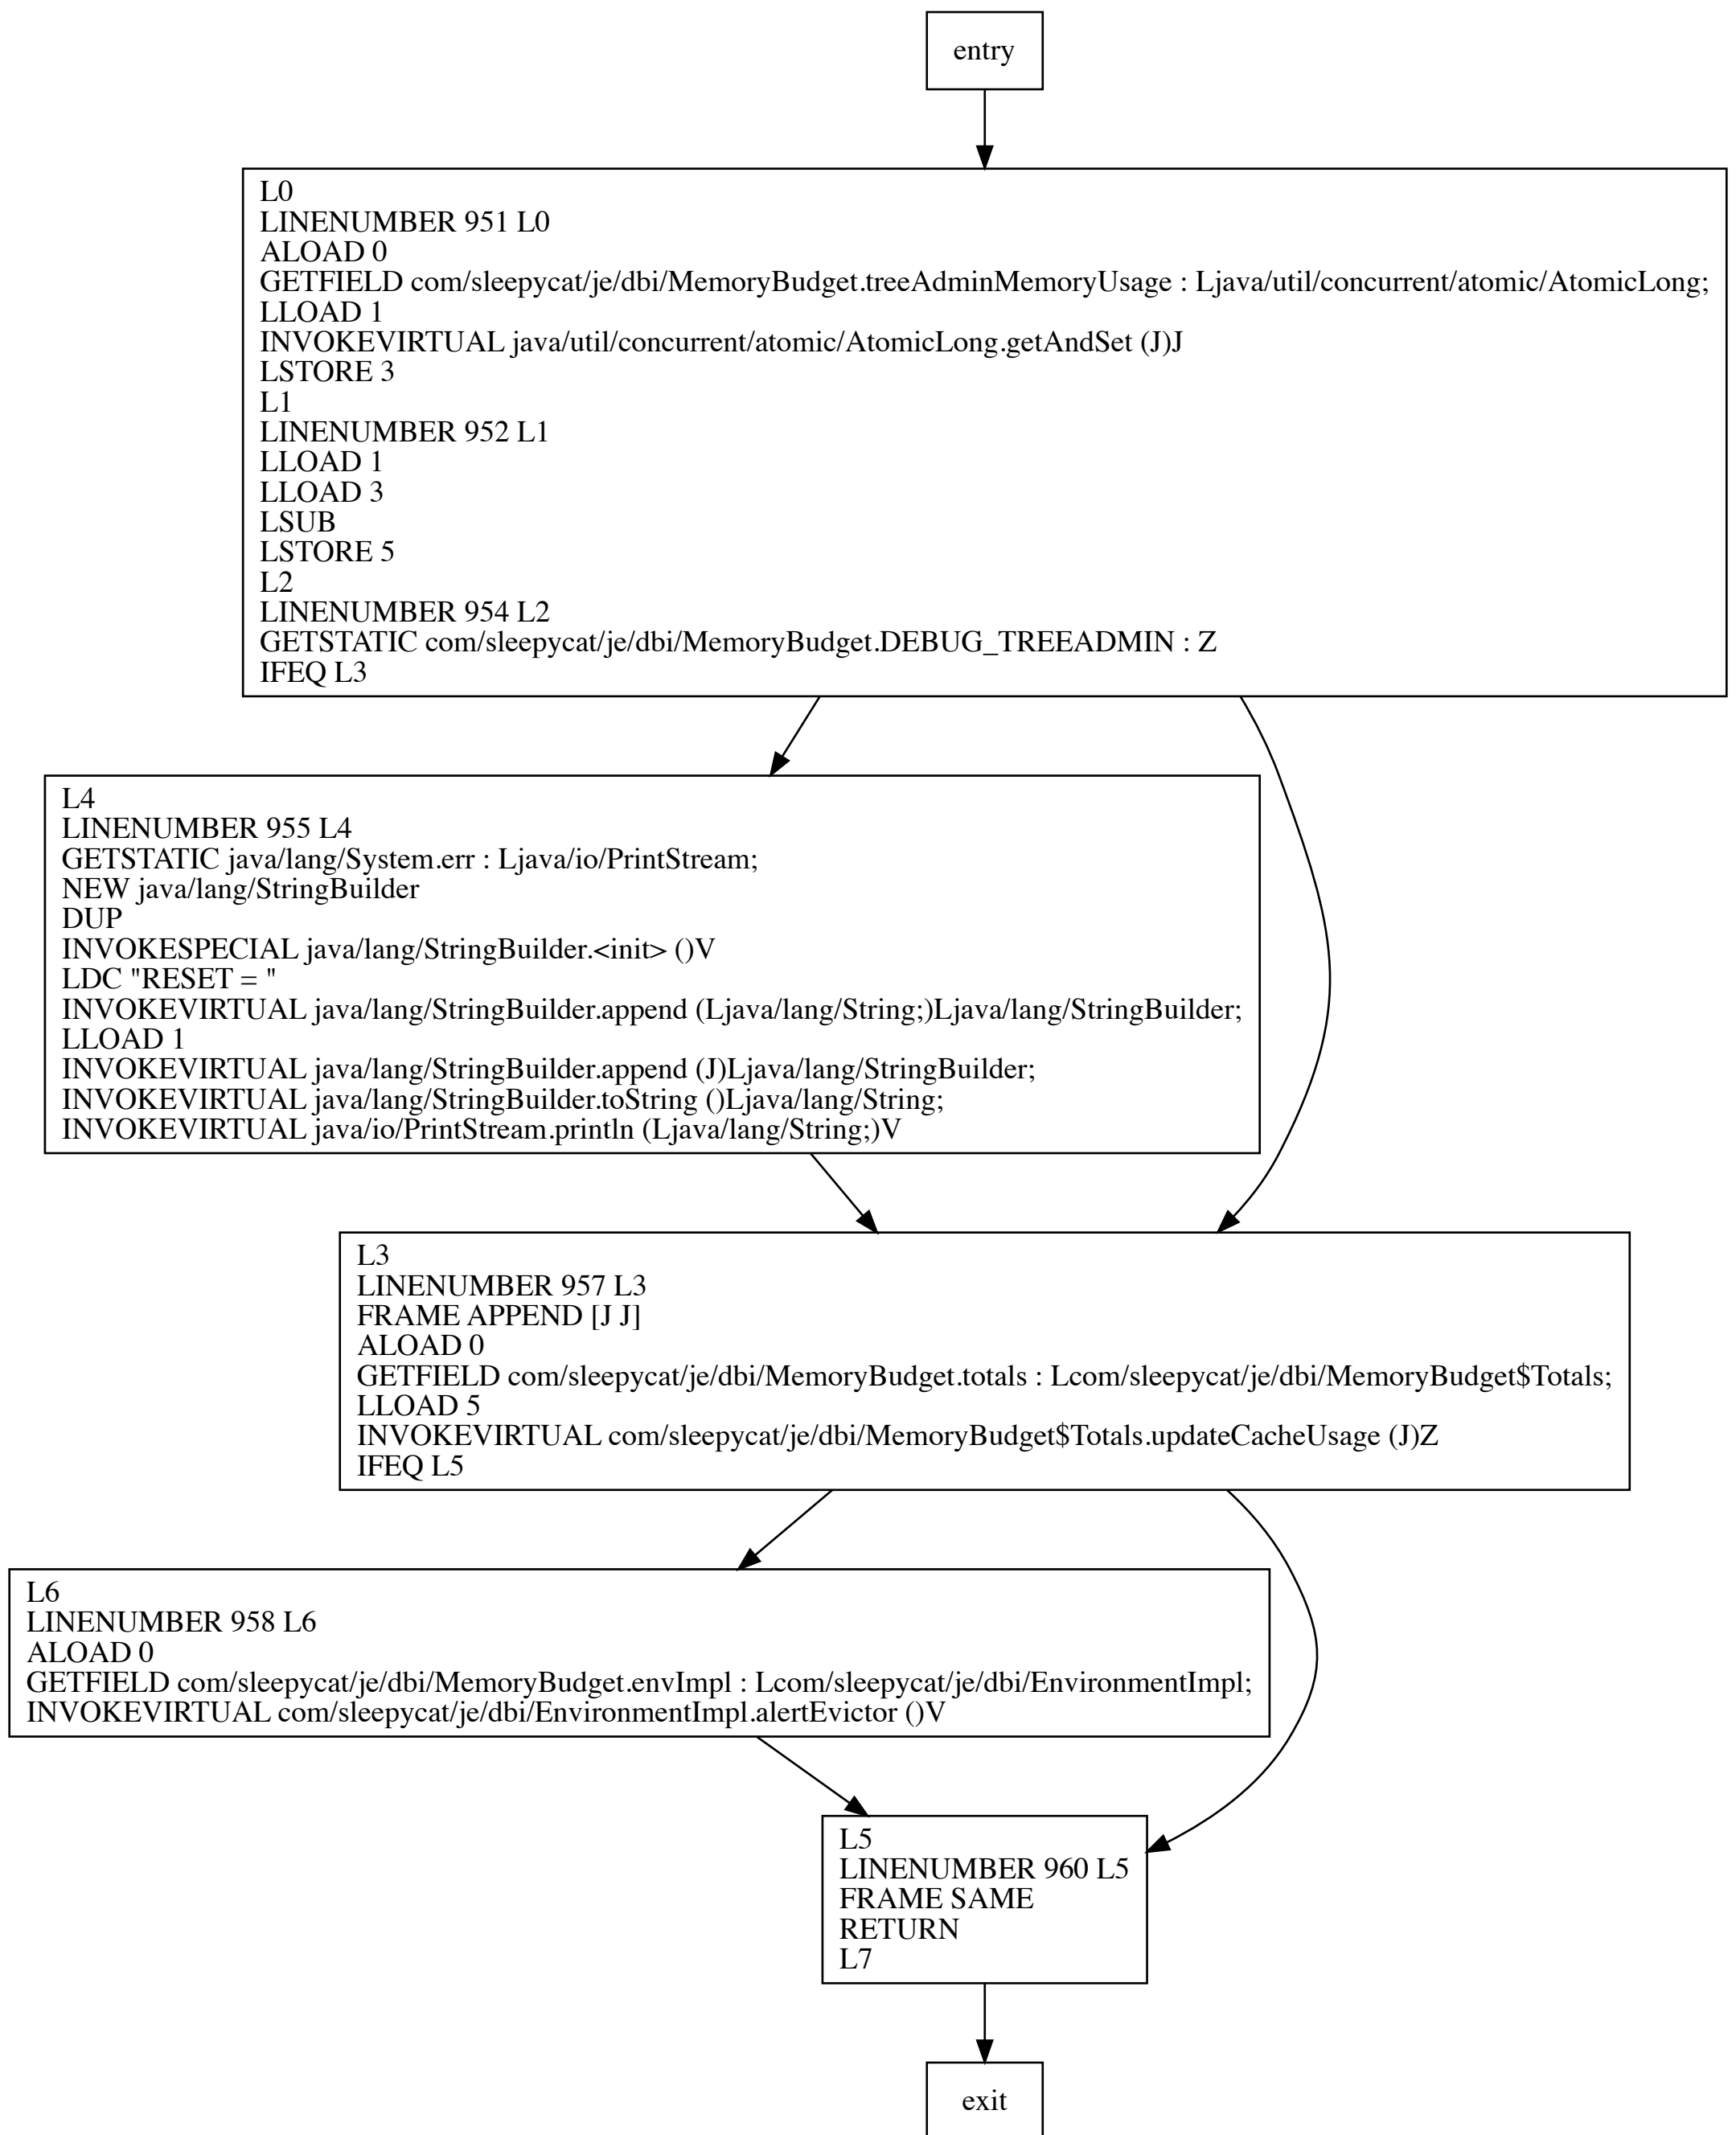 entry
L0
LINENUMBER 951 L0
ALOAD 0
GETFIELD com/sleepycat/je/dbi/MemoryBudget.treeAdminMemoryUsage : Ljava/util/concurrent/atomic/AtomicLong;
LLOAD 1
INVOKEVIRTUAL java/util/concurrent/atomic/AtomicLong.getAndSet (J)J
LSTORE 3
L1
LINENUMBER 952 L1
LLOAD 1
LLOAD 3
LSUB
LSTORE 5
L2
LINENUMBER 954 L2
GETSTATIC com/sleepycat/je/dbi/MemoryBudget.DEBUG_TREEADMIN : Z
IFEQ L3
L4
LINENUMBER 955 L4
GETSTATIC java/lang/System.err : Ljava/io/PrintStream;
NEW java/lang/StringBuilder
DUP
INVOKESPECIAL java/lang/StringBuilder.<init> ()V
LDC "RESET = "
INVOKEVIRTUAL java/lang/StringBuilder.append (Ljava/lang/String;)Ljava/lang/StringBuilder;
LLOAD 1
INVOKEVIRTUAL java/lang/StringBuilder.append (J)Ljava/lang/StringBuilder;
INVOKEVIRTUAL java/lang/StringBuilder.toString ()Ljava/lang/String;
INVOKEVIRTUAL java/io/PrintStream.println (Ljava/lang/String;)V
L3
LINENUMBER 957 L3
FRAME APPEND [J J]
ALOAD 0
GETFIELD com/sleepycat/je/dbi/MemoryBudget.totals : Lcom/sleepycat/je/dbi/MemoryBudget$Totals;
LLOAD 5
INVOKEVIRTUAL com/sleepycat/je/dbi/MemoryBudget$Totals.updateCacheUsage (J)Z
IFEQ L5
L6
LINENUMBER 958 L6
ALOAD 0
GETFIELD com/sleepycat/je/dbi/MemoryBudget.envImpl : Lcom/sleepycat/je/dbi/EnvironmentImpl;
INVOKEVIRTUAL com/sleepycat/je/dbi/EnvironmentImpl.alertEvictor ()V
L5
LINENUMBER 960 L5
FRAME SAME
RETURN
L7
exit